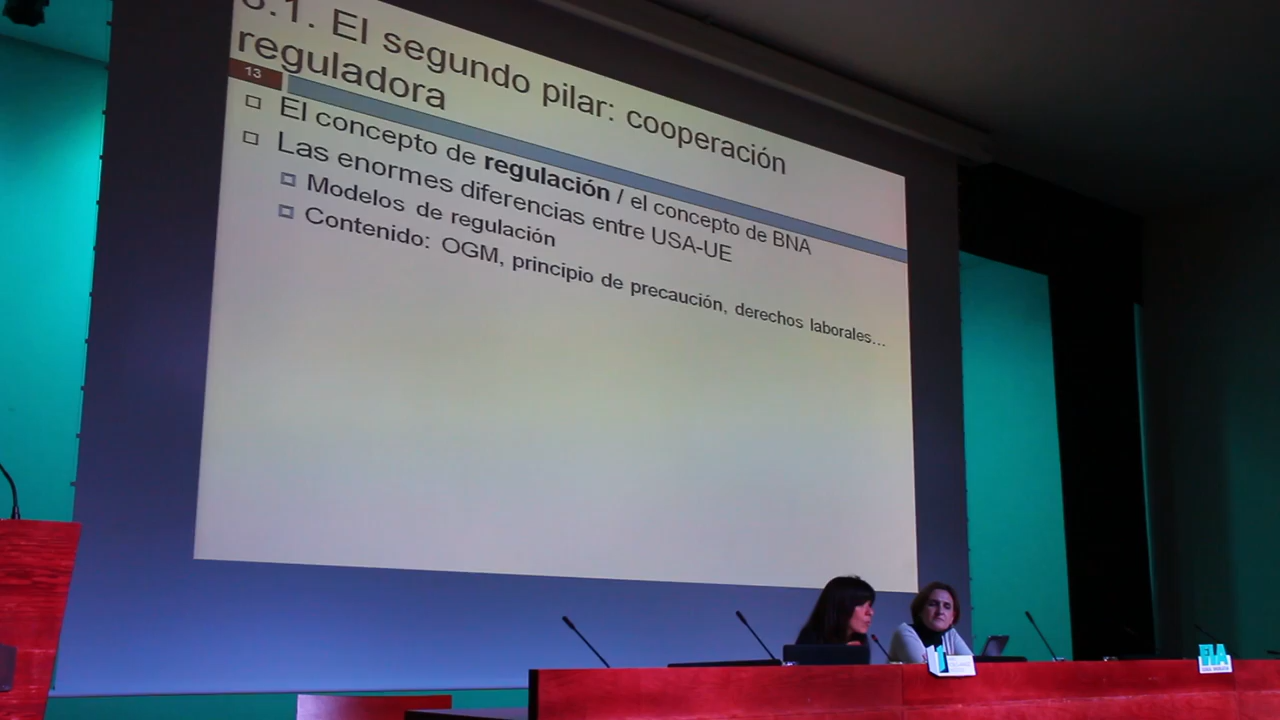 3.1. El segundo pilar: cooperación
reguladora
13
El concepto de regulación / el concepto de BNA
Las enormes diferencias entre USA-UE
Modelos de regulación
Contenido: OGM, principio de precaución, derechos laborales...